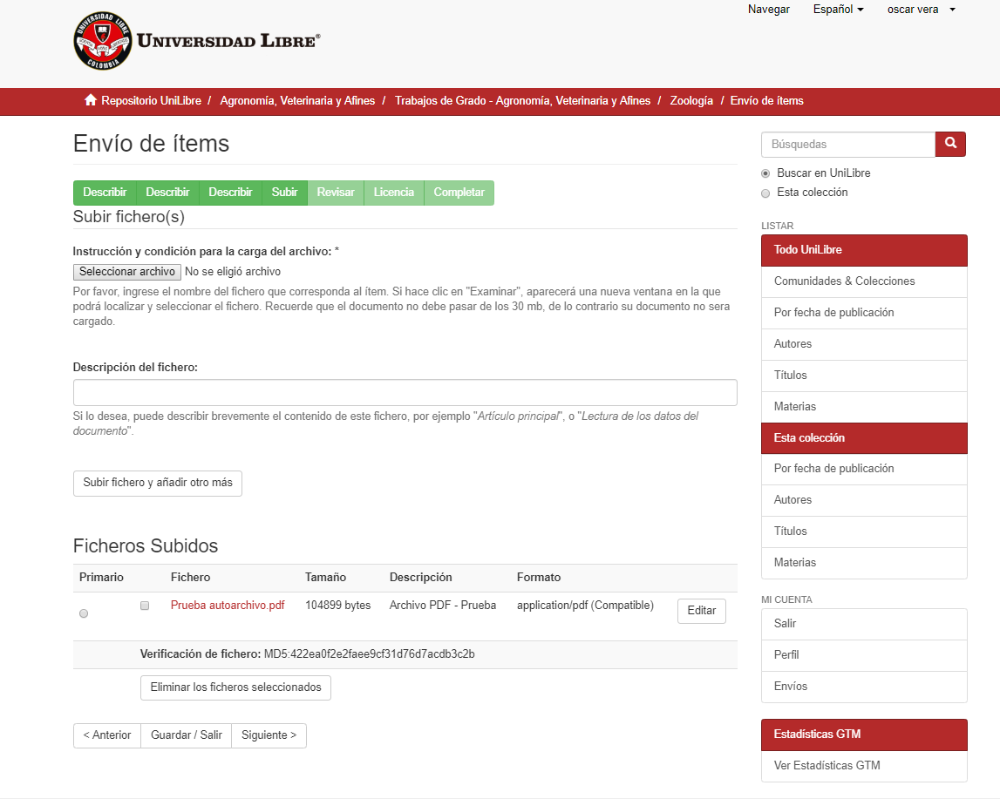 Navegar Español oscar vera
UNIVERSIDAD LIBRE
COLOMBIA
UNIVERSIDAD LIBRE®
Repositorio UniLibre / Agronomía, Veterinaria y Afines / Trabajos de Grado - Agronomía, Veterinaria y Afines / Zoología / Envío de ítems
Envío de ítems
Describir Describir Describir Subir Revisar Licencia Completar
Subir fichero(s)
Instrucción y condición para la carga del archivo: *
Seleccionar archivo No se eligió archivo
Por favor, ingrese el nombre del fichero que corresponda al ítem. Si hace clic en "Examinar", aparecerá una nueva ventana en la que
podrá localizar y seleccionar el fichero. Recuerde que el documento no debe pasar de los 30 mb, de lo contrario su documento no sera
cargado.
Descripción del fichero:
Si lo desea, puede describir brevemente el contenido de este fichero, por ejemplo "Artículo principal", o "Lectura de los datos del
documento".
Subir fichero y añadir otro más
Ficheros Subidos
Primario Fichero Tamaño Descripción Formato
Prueba autoarchivo.pdf 104899 bytes Archivo PDF - Prueba application/pdf (Compatible) Editar
Verificación de fichero: MD5:422ea0f2e2faee9cf31d76d7acdb3c2b
Eliminar los ficheros seleccionados
< Anterior Guardar / Salir Siguiente >
Búsquedas
Buscar en UniLibre
Esta colección
LISTAR
Todo UniLibre
Comunidades & Colecciones
Por fecha de publicación
Autores
Títulos
Materias
Esta colección
Por fecha de publicación
Autores
Títulos
Materias
MI CUENTA
Salir
Perfil
Envíos
Estadísticas GTM
Ver Estadísticas GTM